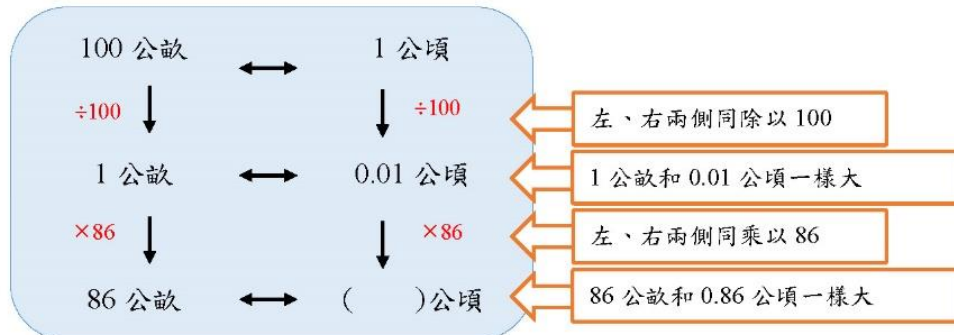 100 公畝 1 公頃
÷100 ÷100
左、右兩側同除以 100
1 公畝 0.01 公頃
1 公畝和 0.01 公頃一樣大
×86 ×86
左、右兩側同乘以 86
86 公畝 ( )公頃
86 公畝和 0.86 公頃一樣大